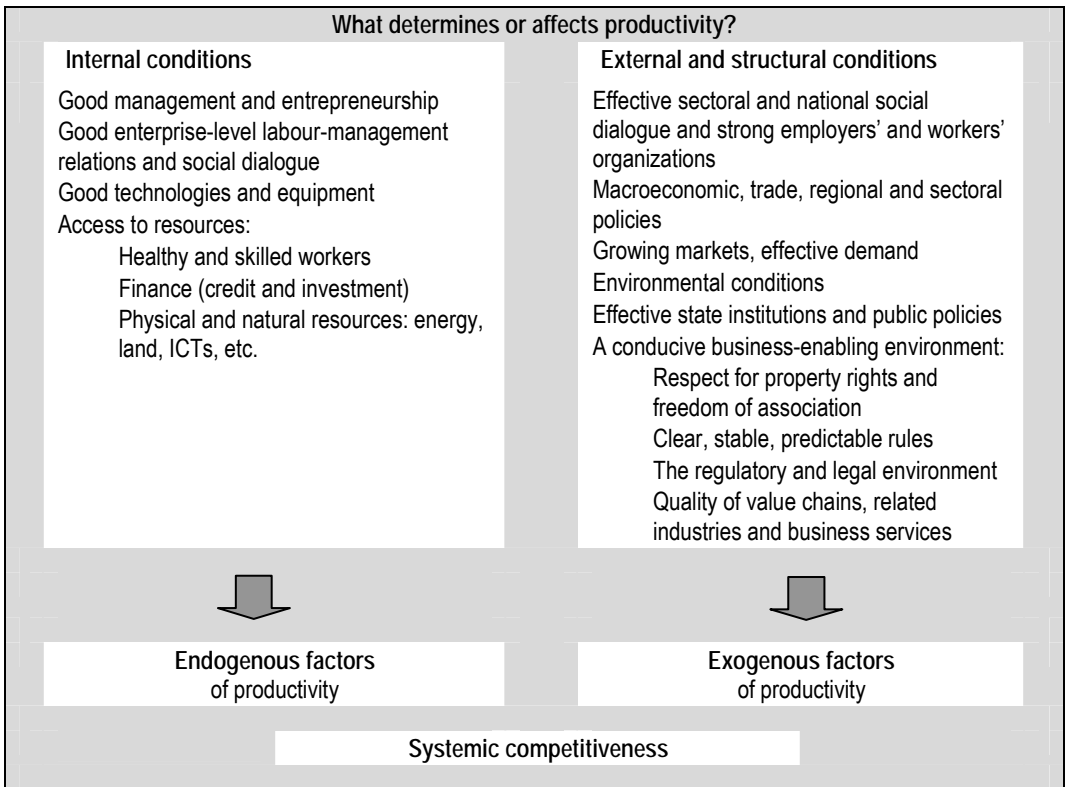 What determines or affects productivity?
Internal conditions
Good management and entrepreneurship
Good enterprise-level labour-management
relations and social dialogue
Good technologies and equipment
Access to resources:
Healthy and skilled workers
Finance (credit and investment)
Physical and natural resources: energy,
land, ICTs, etc.
External and structural conditions
Effective sectoral and national social
dialogue and strong employers’ and workers’
organizations
Macroeconomic, trade, regional and sectoral
policies
Growing markets, effective demand
Environmental conditions
Effective state institutions and public policies
A conducive business-enabling environment:
Respect for property rights and
freedom of association
Clear, stable, predictable rules
The regulatory and legal environment
Quality of value chains, related
industries and business services
Endogenous factors
of productivity
Exogenous factors
of productivity
Systemic competitiveness